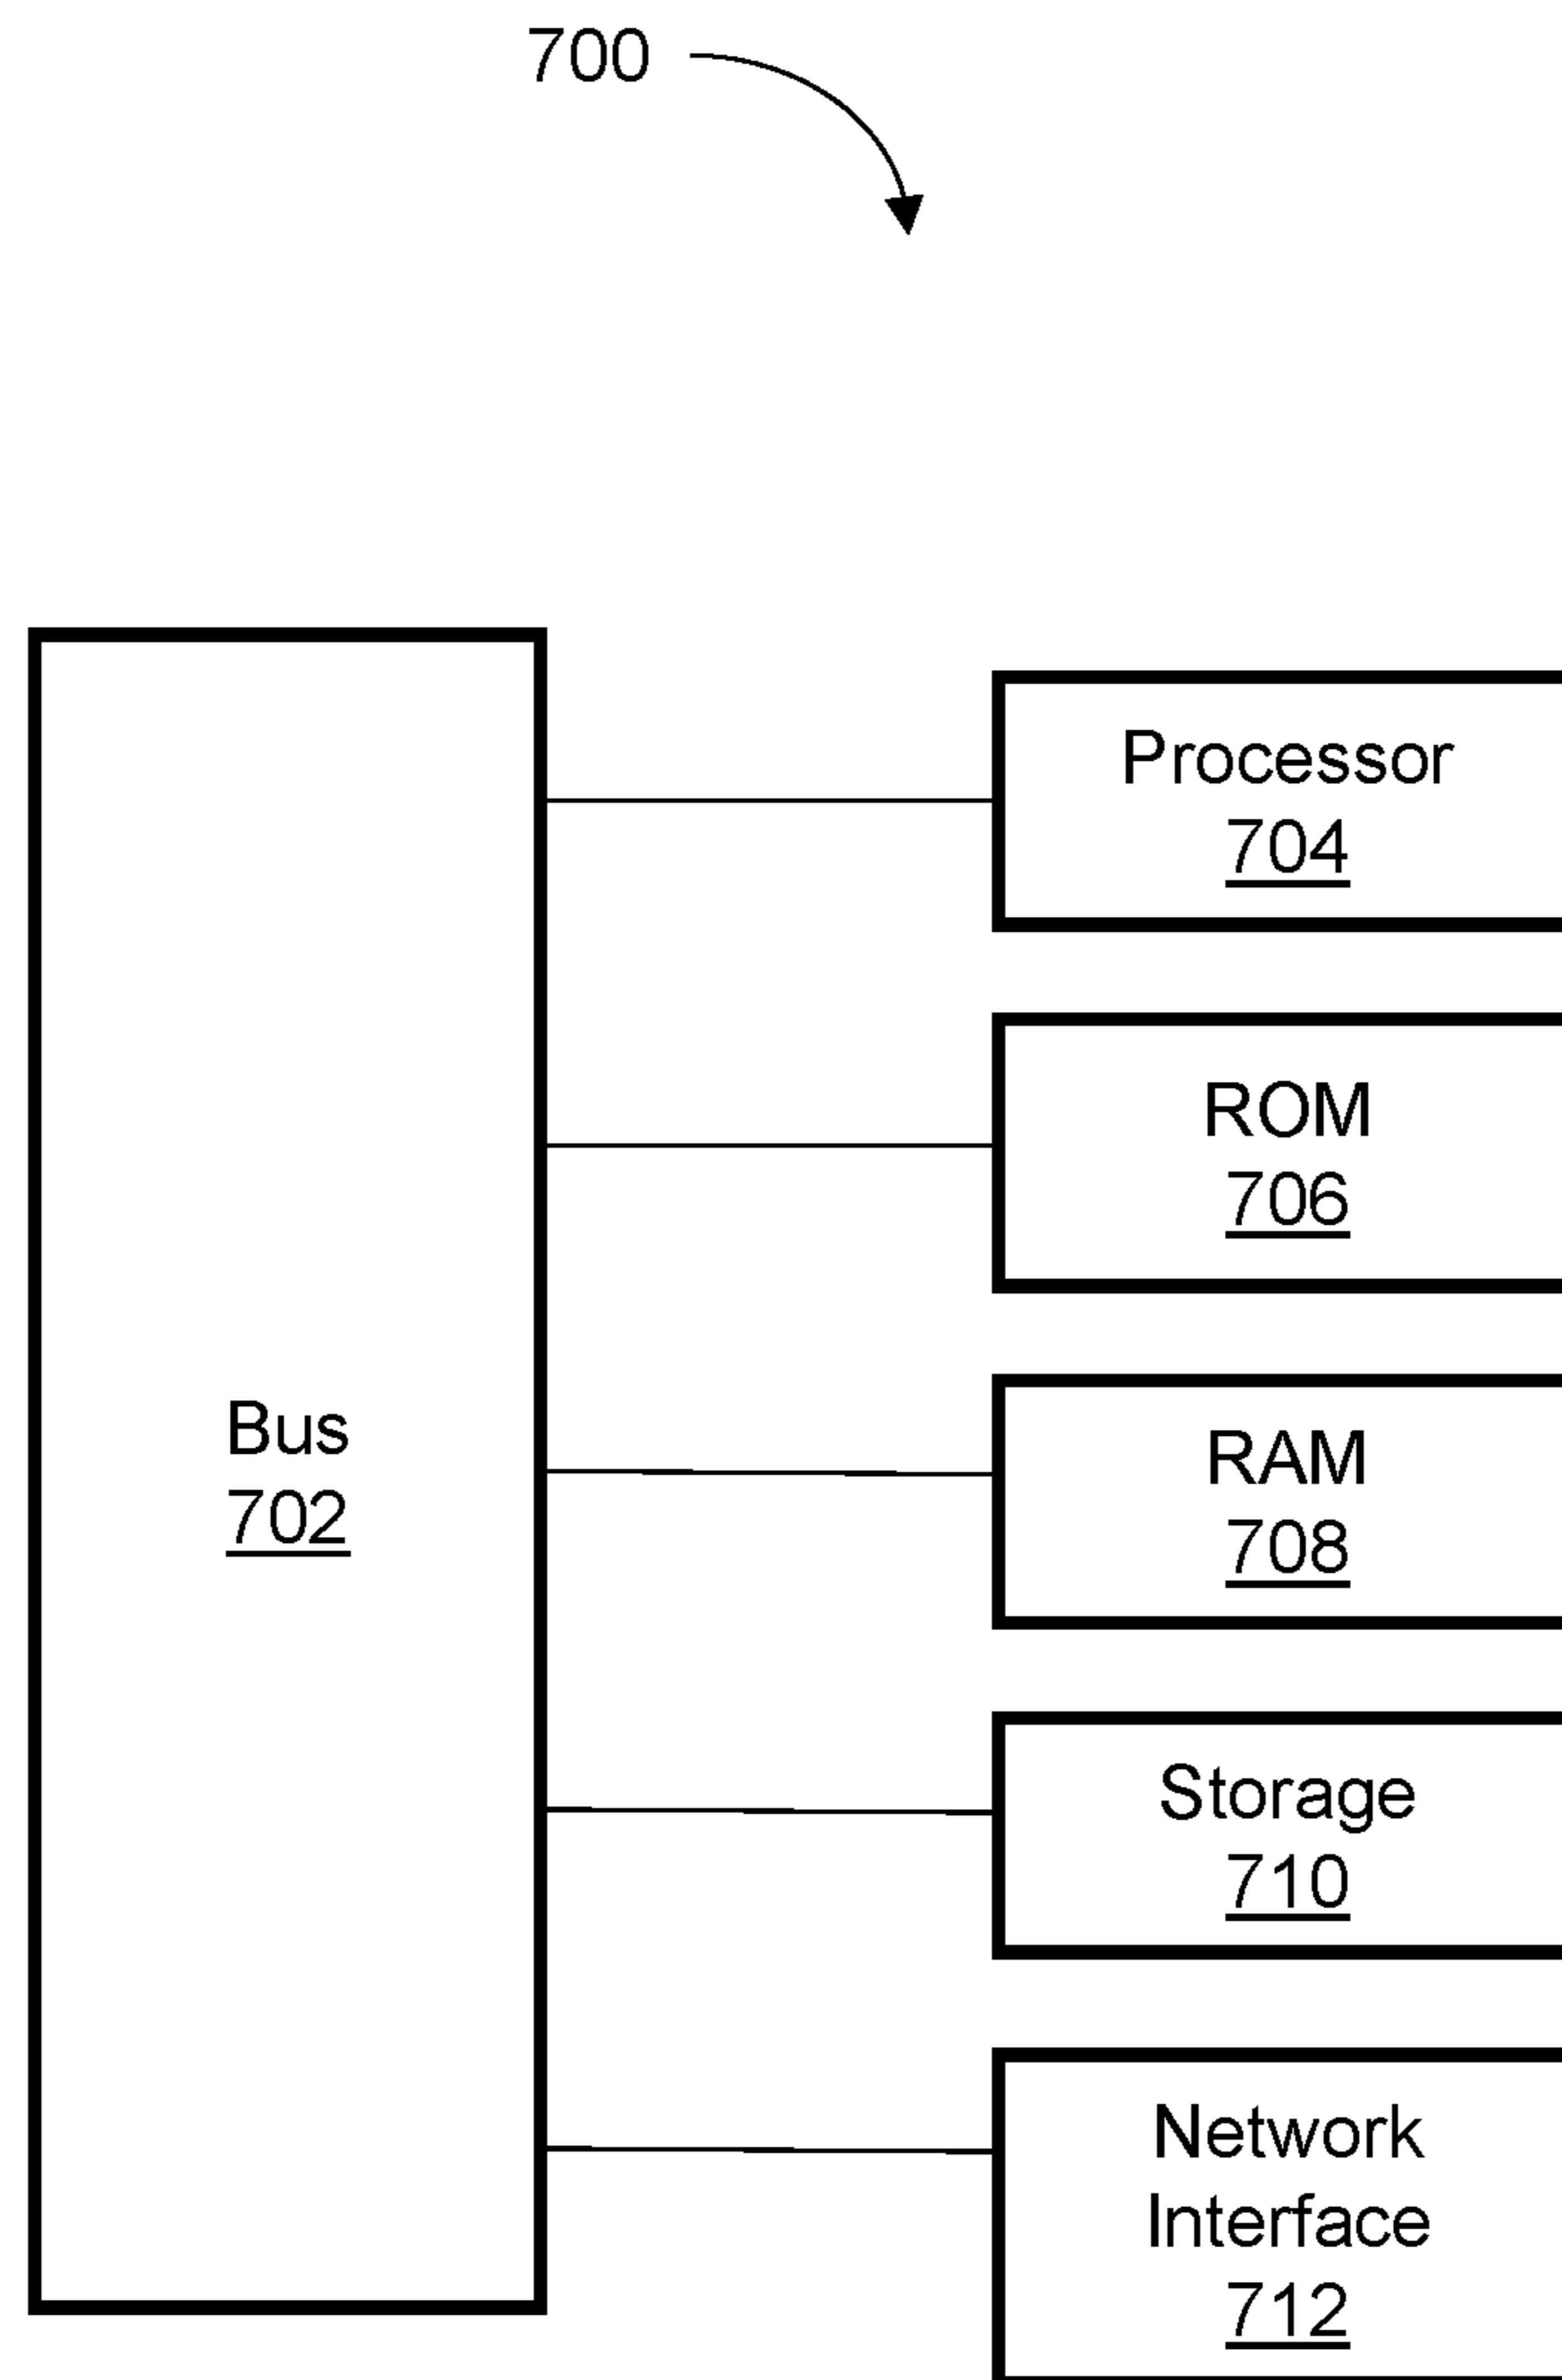 700
Processor
704
ROM
706
Bus
702
RAM
708
Storage
710
Network
Interface
712